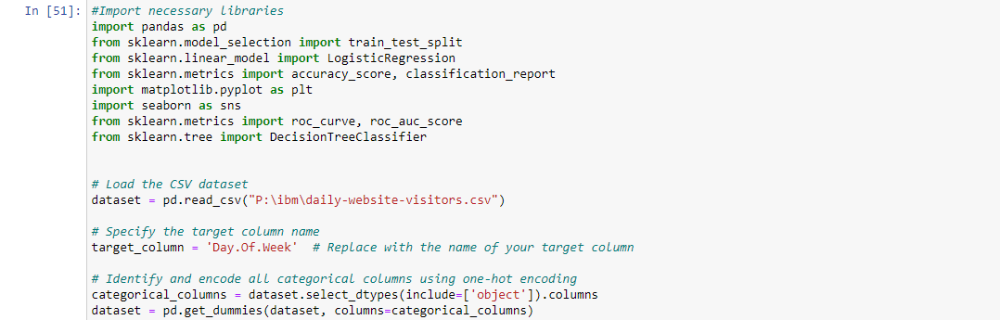 In [51]: #Import necessary libraries
import pandas as pd
from sklearn.model_selection import train_test_split
from sklearn.linear_model import LogisticRegression
from sklearn.metrics import accuracy_score, classification_report
import matplotlib.pyplot as plt
import seaborn as sns
from sklearn.metrics import roc_curve, roc_auc_score
from sklearn.tree import DecisionTreeClassifier
# Load the CSV dataset
dataset = pd.read_csv("P:\ibm\daily-website-visitors.csv")
# Specify the target column name
target_column = 'Day.Of.Week'  # Replace with the name of your target column
# Identify and encode all categorical columns using one-hot encoding
categorical_columns = dataset.select_dtypes(include=['object']).columns
dataset = pd.get_dummies(dataset, columns=categorical_columns)